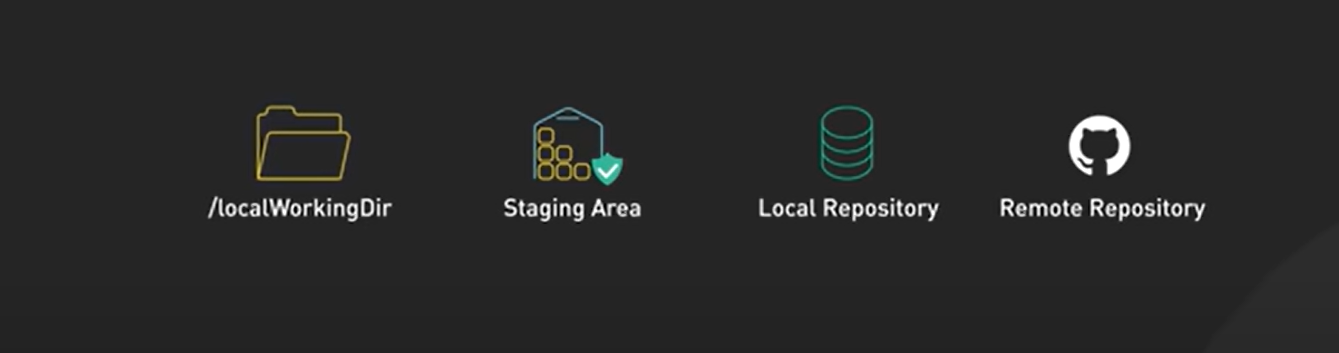 /localWorkingDir
Staging Area
Local Repository
Remote Repository